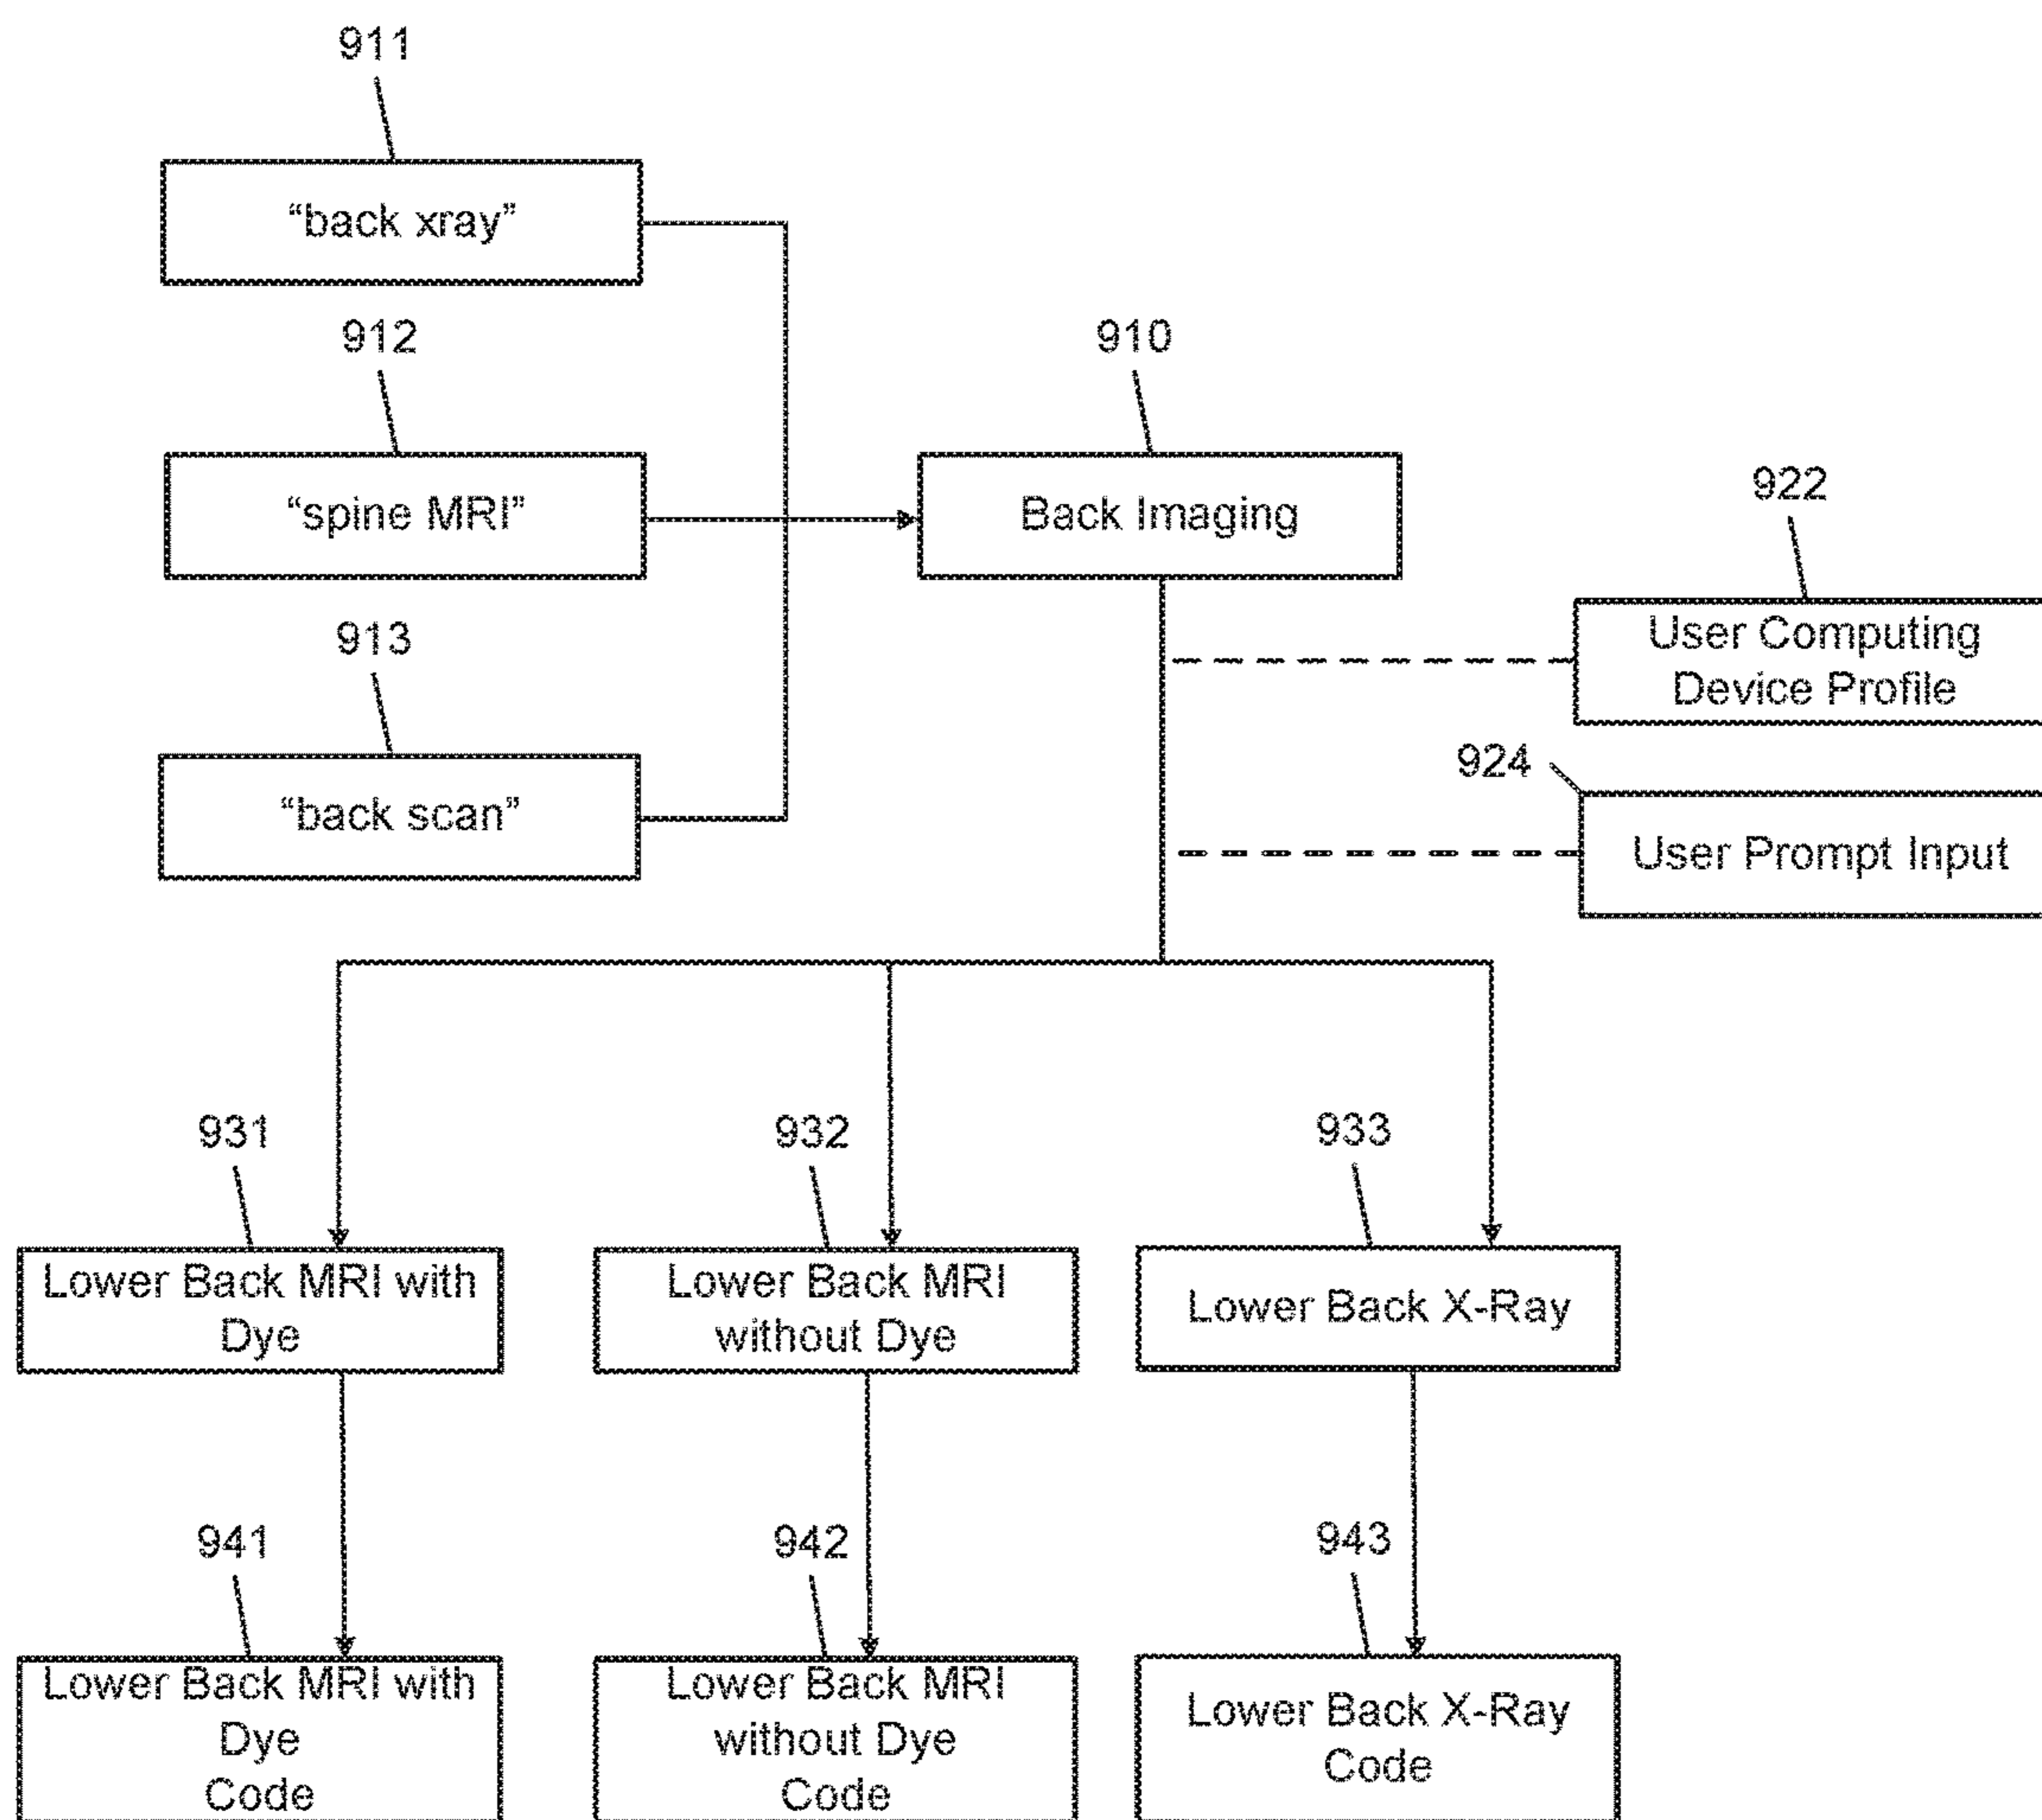 911
“back xray”
912
“spine MRI”
913
“back scan”
910
Back Imaging
922
User Computing
Device Profile
924
User Prompt Input
931
Lower Back MRI with
Dye
932
Lower Back MRI
without Dye
933
Lower Back X-Ray
941
Lower Back MRI with
Dye
Code
942
Lower Back MRI
without Dye
Code
943
Lower Back X-Ray
Code